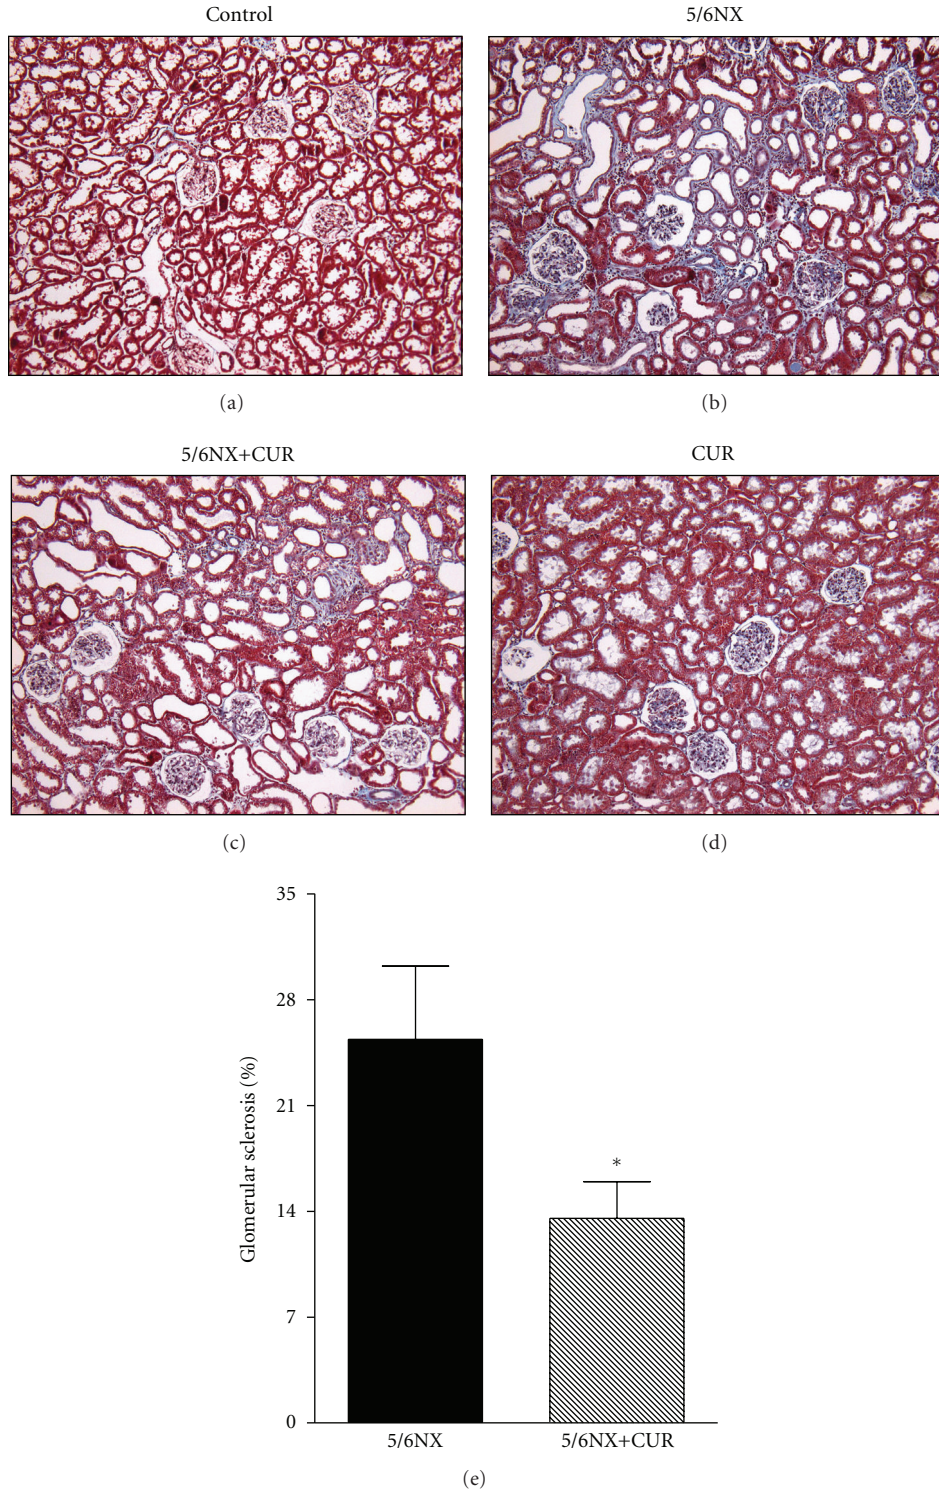 Control
5/6NX
(a)
(b)
5/6NX+CUR
CUR
(c)
(d)
35
28
21
14
7
0
Glomerular sclerosis (%)
*
5/6NX
5/6NX+CUR
(e)